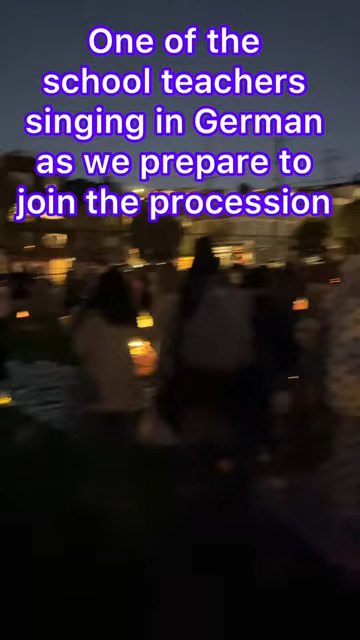 One of the
school teachers
singing in German
as we prepare to
join the procession